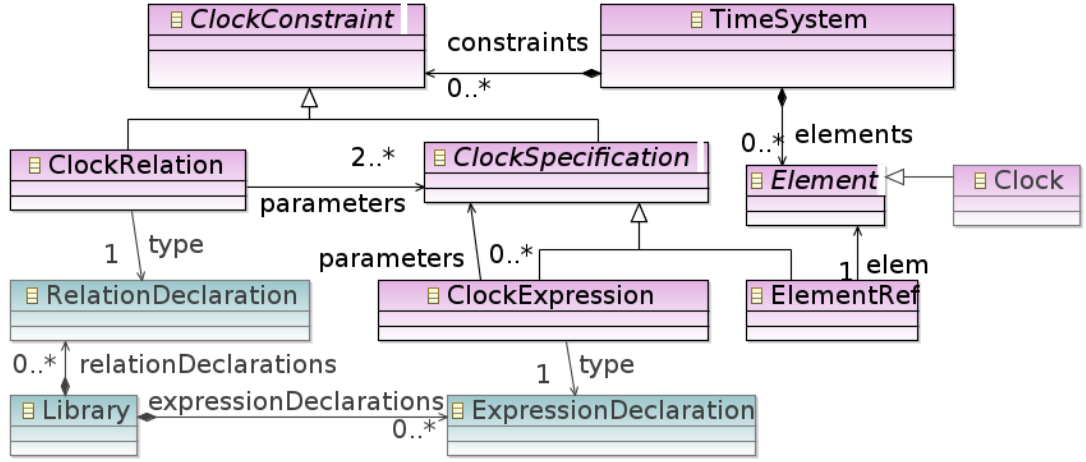 ClockConstraint
TimeSystem
constraints
0..*
elements
0..*
ClockRelation
2..*
ClockSpecification
Element
Clock
parameters
type
1
parameters
0..*
1
elem
RelationDeclaration
ClockExpression
ElementRef
0..*
relationDeclarations
type
1
Library
expressionDeclarations
0..*
ExpressionDeclaration